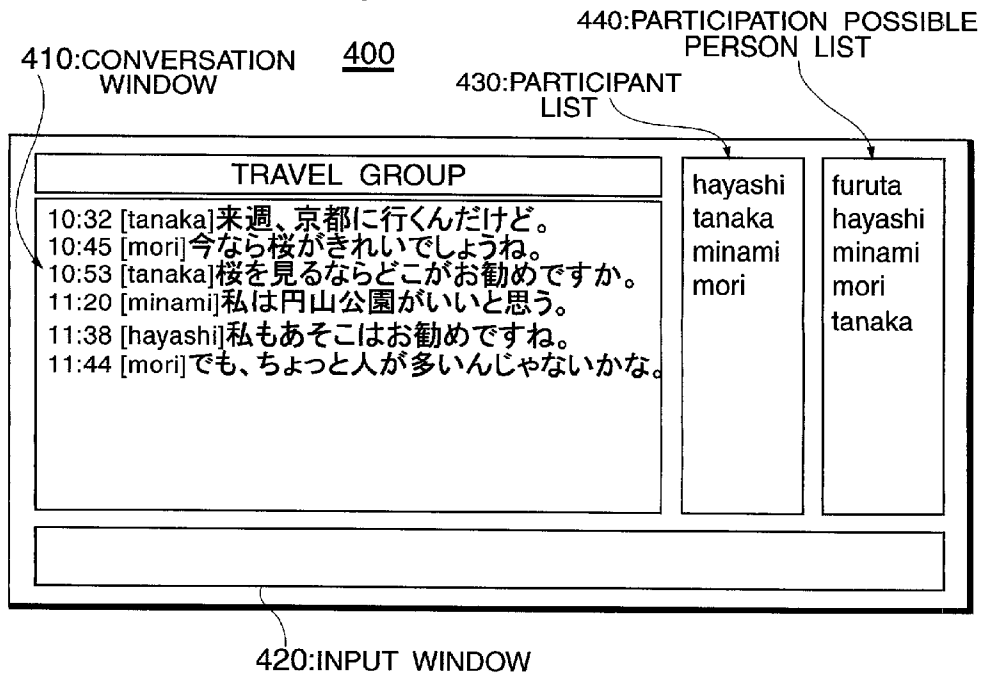 440:PARTICIPATION POSSIBLE
PERSON LIST
410:CONVERSATION
WINDOW
400
430:PARTICIPANT
LIST
TRAVEL GROUP
10:32 [tanaka]来週、京都に行くんだけど。
10:45 [mori]今なら桜がきれいでしょうね。
10:53 [tanaka]桜を見るならどこがお勧めですか。
11:20 [minami]私は円山公園がいいと思う。
11:38 [hayashi]私もあそこはお勧めですね。
11:44 [mori]でも、ちょっと人が多いんじゃないかな。
hayashi
tanaka
minami
mori
furuta
hayashi
minami
mori
tanaka
420:INPUT WINDOW